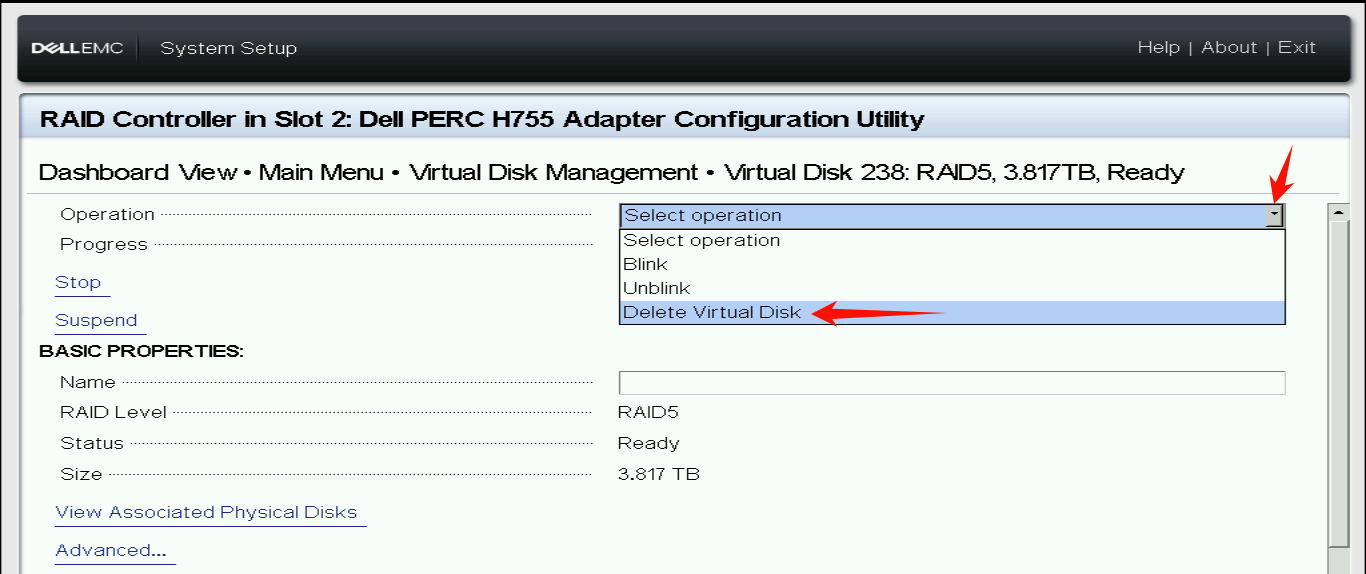 DELLEMC System Setup Help | About | Exit
RAID Controller in Slot 2: Dell PERC H755 Adapter Configuration Utility
Dashboard View • Main Menu • Virtual Disk Management • Virtual Disk 238: RAID5, 3.817TB, Ready
Operation Select operation
Progress Select operation
Blink
Stop
Unblink
Delete Virtual Disk
Suspend
BASIC PROPERTIES:
Name
RAID Level RAID5
Status Ready
Size 3.817 TB
View Associated Physical Disks
Advanced...